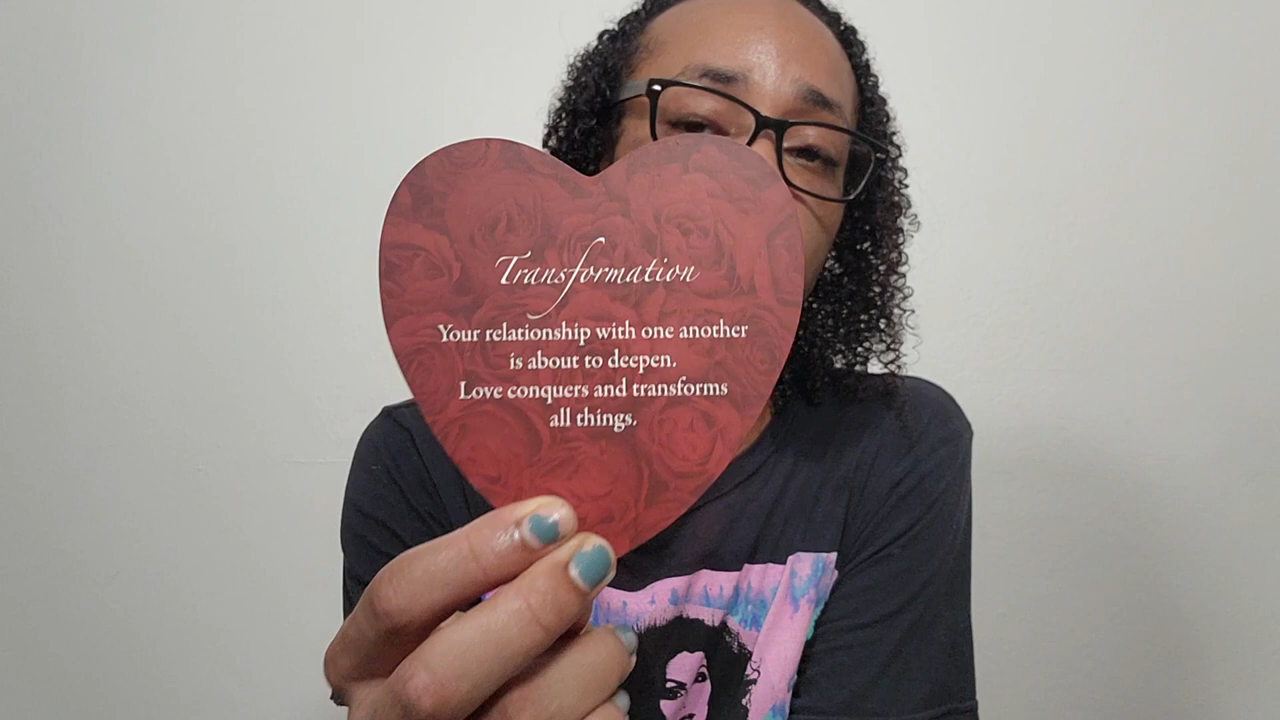 Transformation
Your relationship with one another
is about to deepen.
Love conquers and transforms
all things.